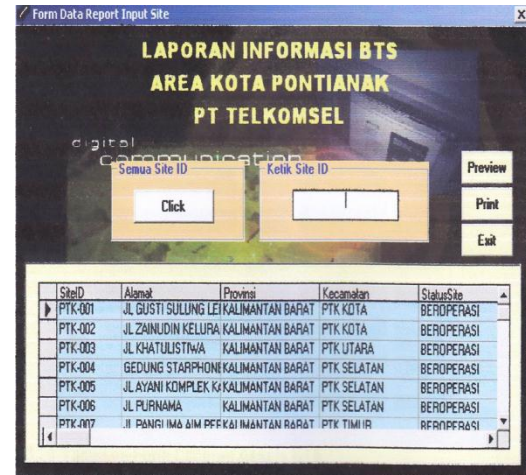 Form Data Report Input Site
X
LAPORAN INFORMASI BTS
AREA KOTA PONTIANAK
PT TELKOMSEL
digital
communication
Semua Site ID
Ketik Site ID
Preview
Click
Print
Exit
SiteID Alamat Provinsi Kecamatan StatusSite
PTK-001 JL GUSTI SULUNG LE KALIMANTAN BARAT PTK KOTA BEROPERASI
PTK-002 JL ZAINUDIN KELURA KALIMANTAN BARAT PTK KOTA BEROPERASI
PTK-003 JL KHATULISTIWA KALIMANTAN BARAT PTK UTARA BEROPERASI
PTK-004 GEDUNG STARPHONE KALIMANTAN BARAT PTK SELATAN BEROPERASI
PTK-005 JL AYANI KOMPLEK KALIMANTAN BARAT PTK SELATAN BEROPERASI
PTK-006 JL PURNAMA KALIMANTAN BARAT PTK SELATAN BEROPERASI
PTK-007 JL PANGLIMA AIM KALIMANTAN BARAT PTK TIMUR BEROPERASI